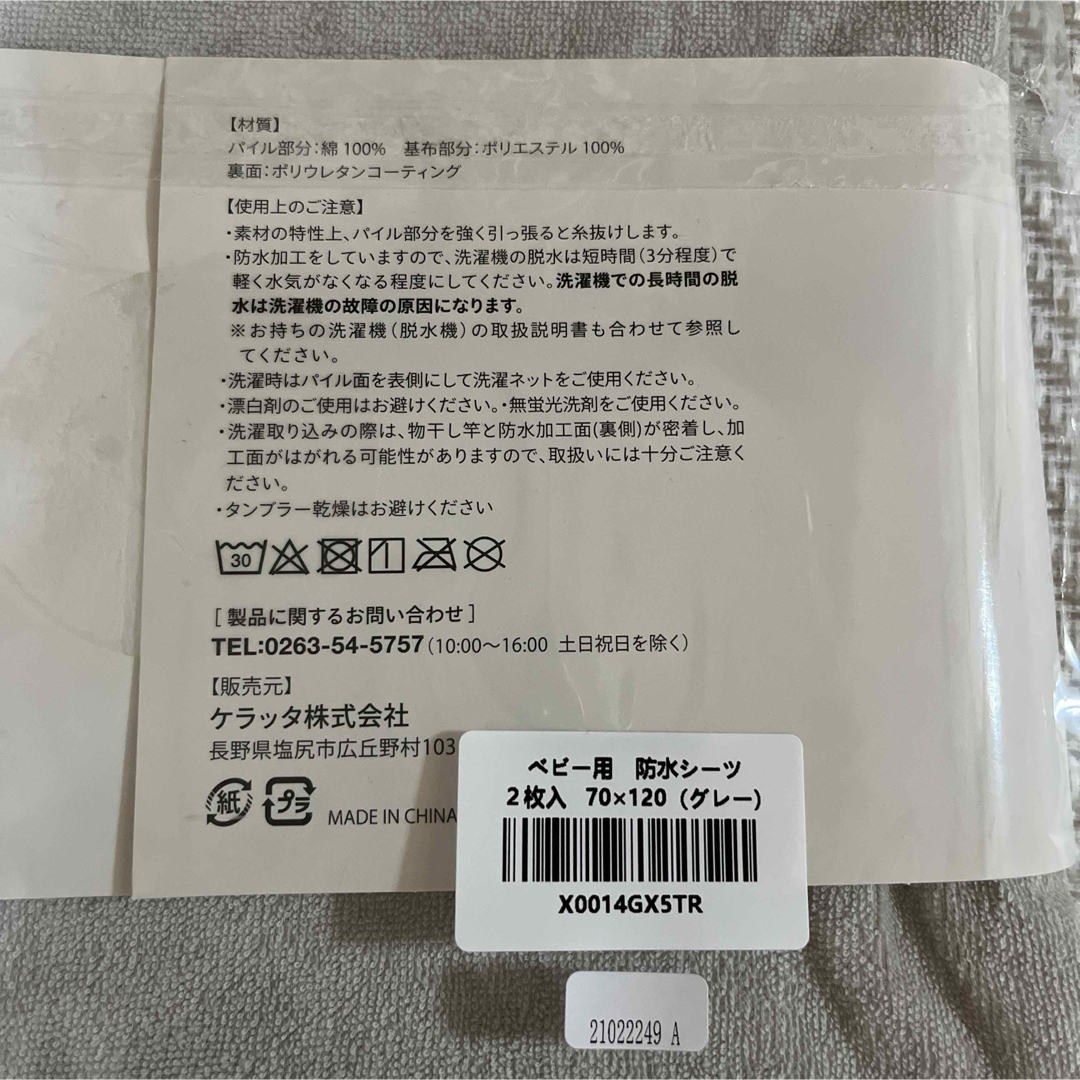 【材質】
パイル部分：綿 100%　基布部分：ポリエステル 100%
裏面：ポリウレタンコーティング
【使用上のご注意】
・素材の特性上、パイル部分を強く引っ張ると糸抜けします。
・防水加工をしていますので、洗濯機の脱水は短時間（3分程度）で
軽く水気がなくなる程度にしてください。洗濯機での長時間の脱
水は洗濯機の故障の原因になります。
※お持ちの洗濯機（脱水機）の取扱説明書も合わせて参照し
てください。
・洗濯時はパイル面を表側にして洗濯ネットをご使用ください。
・漂白剤のご使用はお避けください。・無蛍光洗剤をご使用ください。
・洗濯取り込みの際は、物干し竿と防水加工面(裏側)が密着し、加
工面がはがれる可能性がありますので、取扱いには十分ご注意く
ださい。
・タンブラー乾燥はお避けください
30
［ 製品に関するお問い合わせ ］
TEL:0263-54-5757（10:00～16:00 土日祝日を除く）
【販売元】
ケラッタ株式会社
長野県塩尻市広丘野村103
紙 プラ MADE IN CHINA
ベビー用　防水シーツ
２枚入　70×120（グレー）
X0014GX5TR
21022249 A